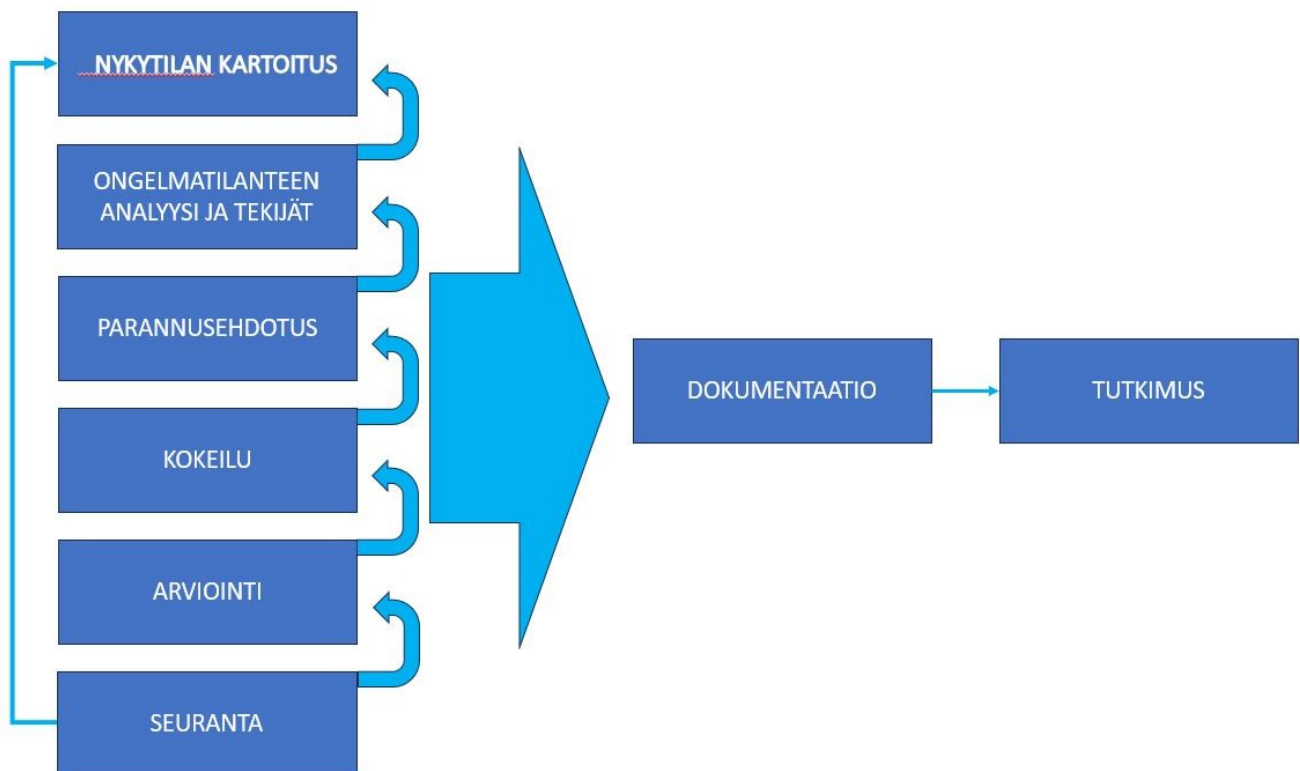 NYKYTILAN KARTOITUS
ONGELMATILANTEEN
ANALYYSI JA TEKIJÄT
PARANNUSEHDOTUS
KOKEILU
ARVIOINTI
SEURANTA
DOKUMENTAATIO
TUTKIMUS